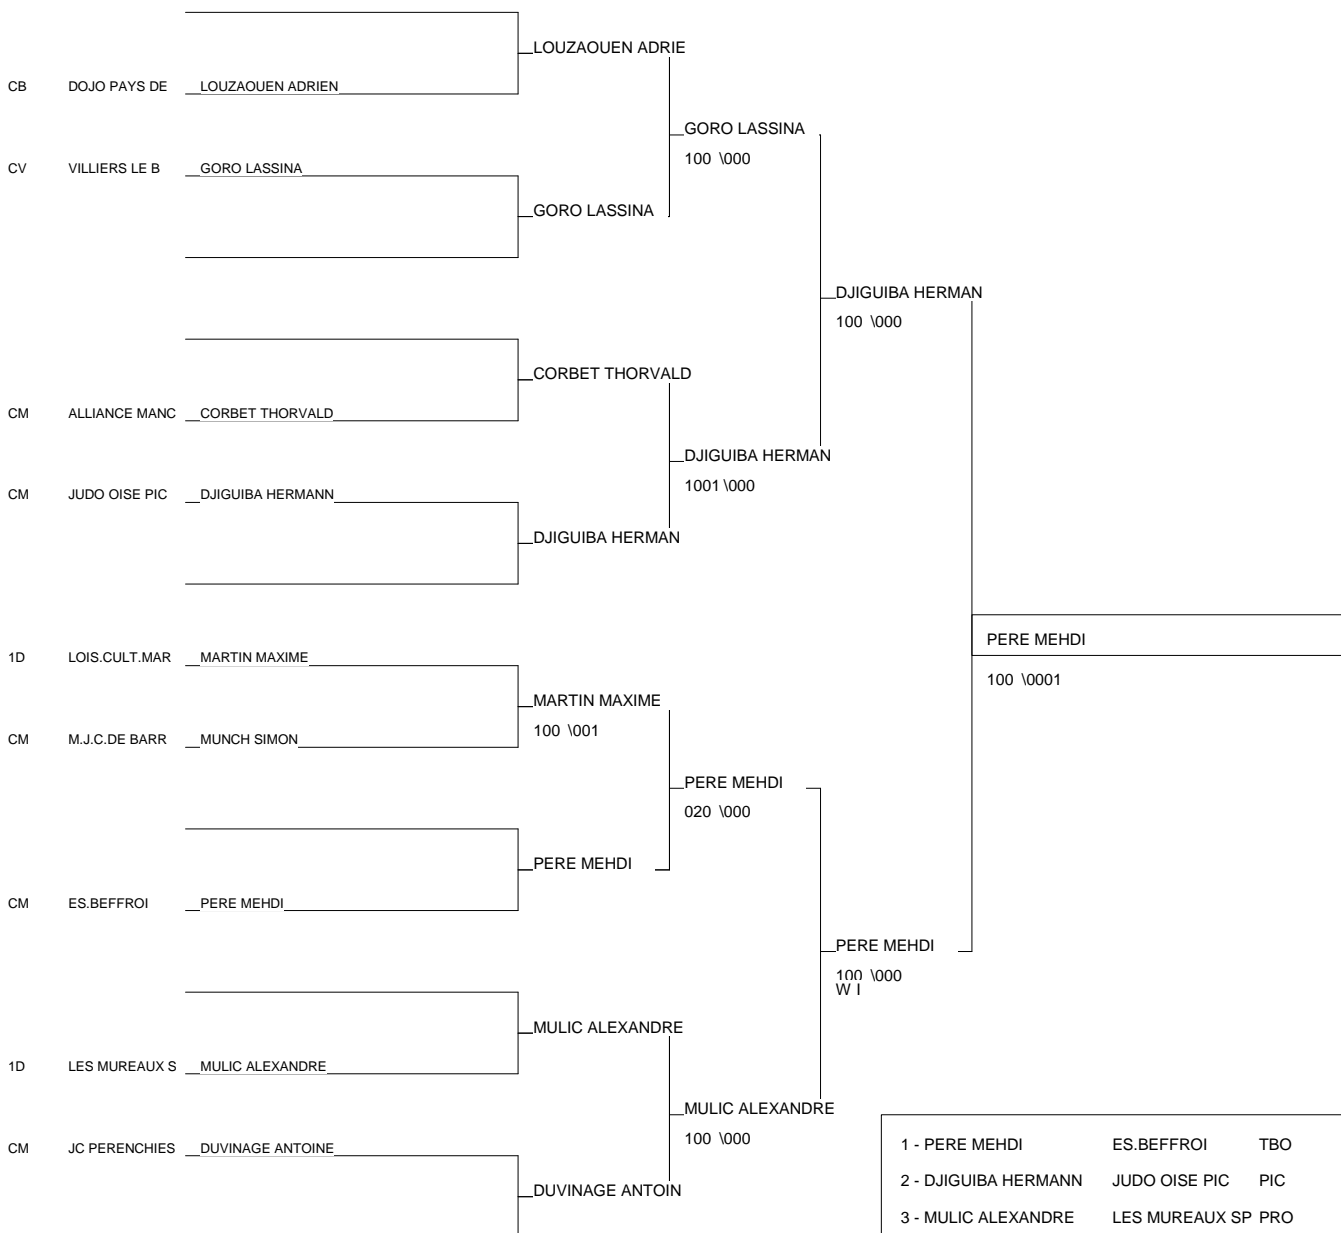 LOUZAOUEN ADRIE
CB DOJO PAYS DE LOUZAOUEN ADRIEN
GORO LASSINA
100 \000
CV VILLIERS LE B GORO LASSINA
GORO LASSINA
DJIGUIBA HERMAN
100 \000
CORBET THORVALD
CM ALLIANCE MANC CORBET THORVALD
DJIGUIBA HERMAN
1001 \000
CM JUDO OISE PIC DJIGUIBA HERMANN
DJIGUIBA HERMAN
PERE MEHDI
100 \0001
1D LOIS.CULT.MAR MARTIN MAXIME
MARTIN MAXIME
100 \001
CM M.J.C.DE BARR MUNCH SIMON
PERE MEHDI
020 \000
PERE MEHDI
CM ES.BEFFROI PERE MEHDI
PERE MEHDI
100 \000
W I
MULIC ALEXANDRE
1D LES MUREAUX S MULIC ALEXANDRE
MULIC ALEXANDRE
100 \000
CM JC PERENCHIES DUVINAGE ANTOINE
DUVINAGE ANTOIN
1 - PERE MEHDI ES.BEFFROI TBO
2 - DJIGUIBA HERMANN JUDO OISE PIC PIC
3 - MULIC ALEXANDRE LES MUREAUX SP PRO